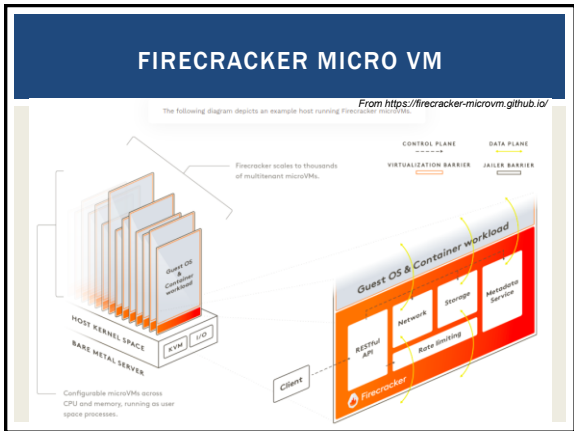 FIRECRACKER MICRO VM
From https://firecracker-microvm.github.io/
The following diagram depicts an example host running Firecracker microVMs.
CONTROL PLANE
DATA PLANE
VIRTUALIZATION BARRIER
JAILER BARRIER
Firecracker scales to thousands
of multitenant microVMs.
Guest OS
&
Container
workload
HOST KERNEL SPACE
KVM
I/O
BARE METAL SERVER
Configurable microVMs across
CPU and memory, running as user
space processes.
Guest OS & Container workload
RESTful
API
Network
Storage
Metadata
Service
Rate limiting
Client
Firecracker